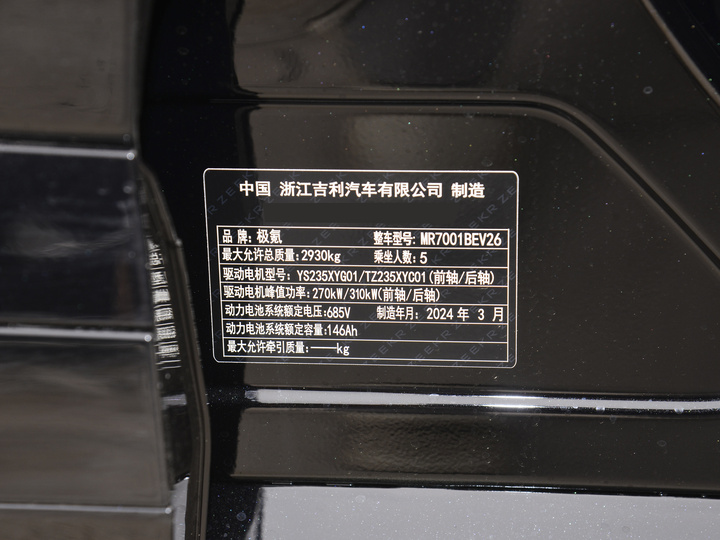 中国 浙江吉利汽车有限公司 制造
品 牌: 极氪 整车型号: MR7001BEV26
最大允许总质量: 2930kg 乘坐人数: 5
驱动电机型号: YS235XYG01/TZ235XYC01(前轴/后轴)
驱动电机峰值功率: 270kW/310kW(前轴/后轴)
动力电池系统额定电压: 685V 制造年月: 2024 年 3 月
动力电池系统额定容量: 146Ah
最大允许牵引质量: ——kg